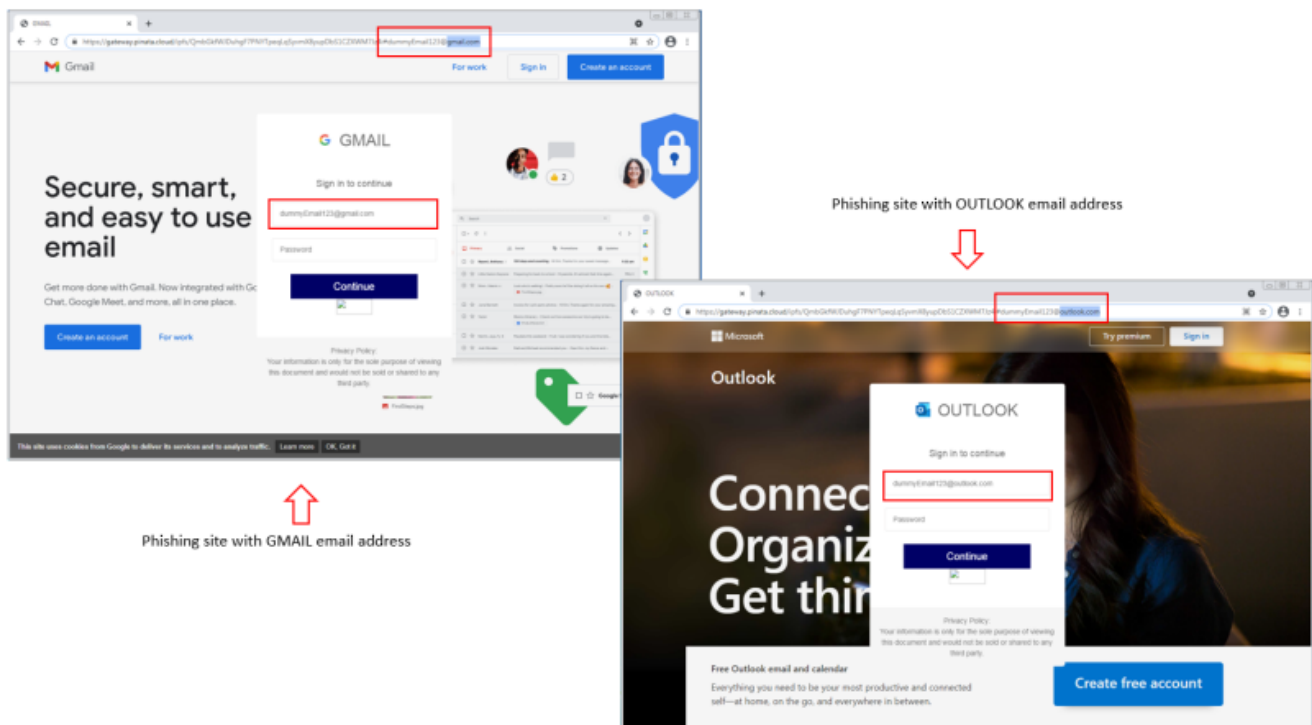 EMAIL
https://gateway.pinata.cloud/ipfs/
#dummyEmail123@gmail.com
Gmail
For work
Sign in
Create an account
GMAIL
Sign in to continue
dummyEmail123@gmail.com
Password
Continue
Secure, smart,
and easy to use
email
Get more done with Gmail. Now integrated with Go
Chat, Google Meet, and more, all in one place.
Create an account
For work
2
Privacy Policy:
Your information is only for the sole purpose of viewing
this document and would not be sold or shared to any
third party.
Google
This site uses cookies from Google to deliver its services and to analyze traffic.
Learn more
OK, Got it
Phishing site with GMAIL email address
Phishing site with OUTLOOK email address
OUTLOOK
https://gateway.pinata.cloud/ipfs/
#dummyEmail123@outlook.com
Microsoft
Try premium
Sign in
Outlook
OUTLOOK
Sign in to continue
dummyEmail123@outlook.com
Password
Continue
Connec
Organiz
Get thin
Privacy Policy:
Your information is only for the sole purpose of viewing
this document and would not be sold or shared to any
third party.
Free Outlook email and calendar
Everything you need to be your most productive and connected
self—at home, on the go, and everywhere in between.
Create free account